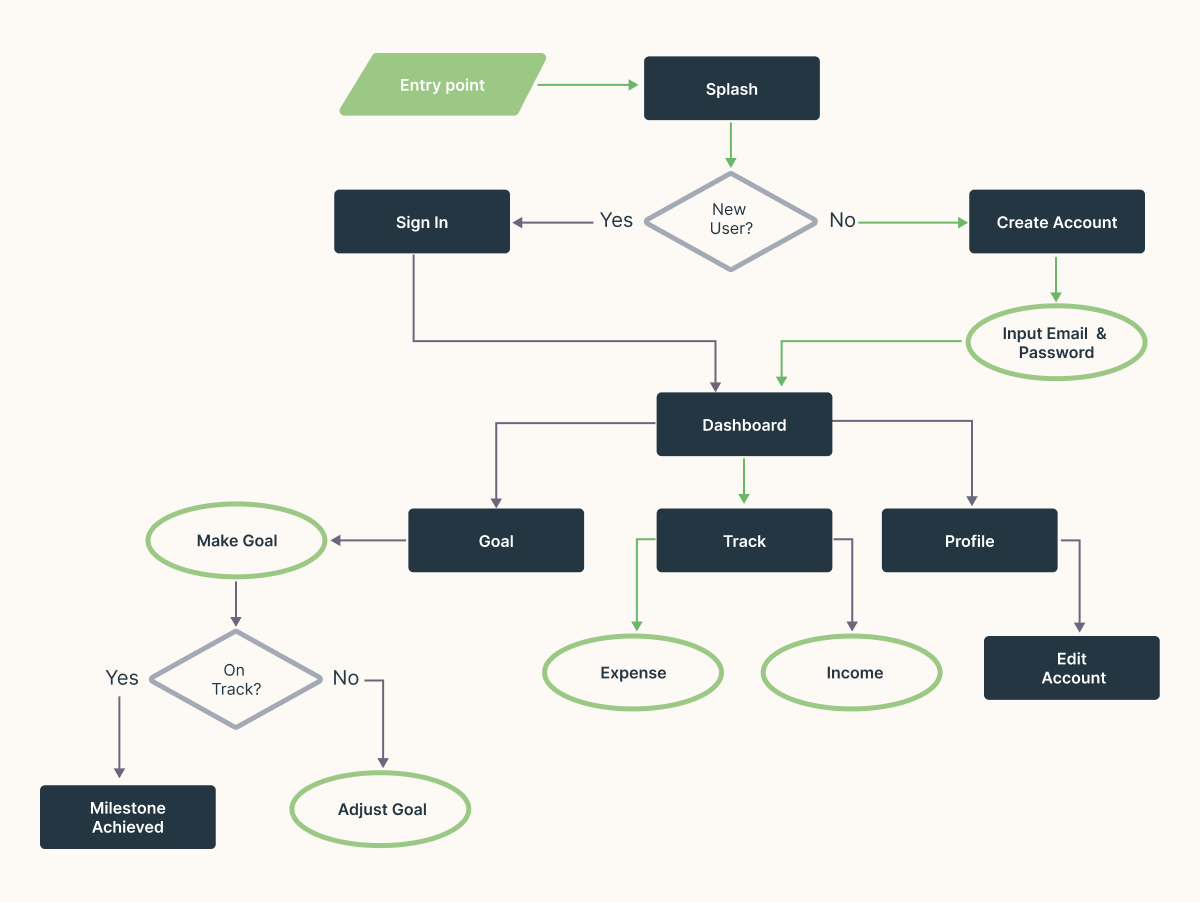 Entry point
Splash
Sign In
Yes
New
User?
No
Create Account
Input Email  &
Password
Dashboard
Make Goal
Goal
Track
Profile
Yes
On
Track?
No
Expense
Income
Edit
Account
Milestone
Achieved
Adjust Goal